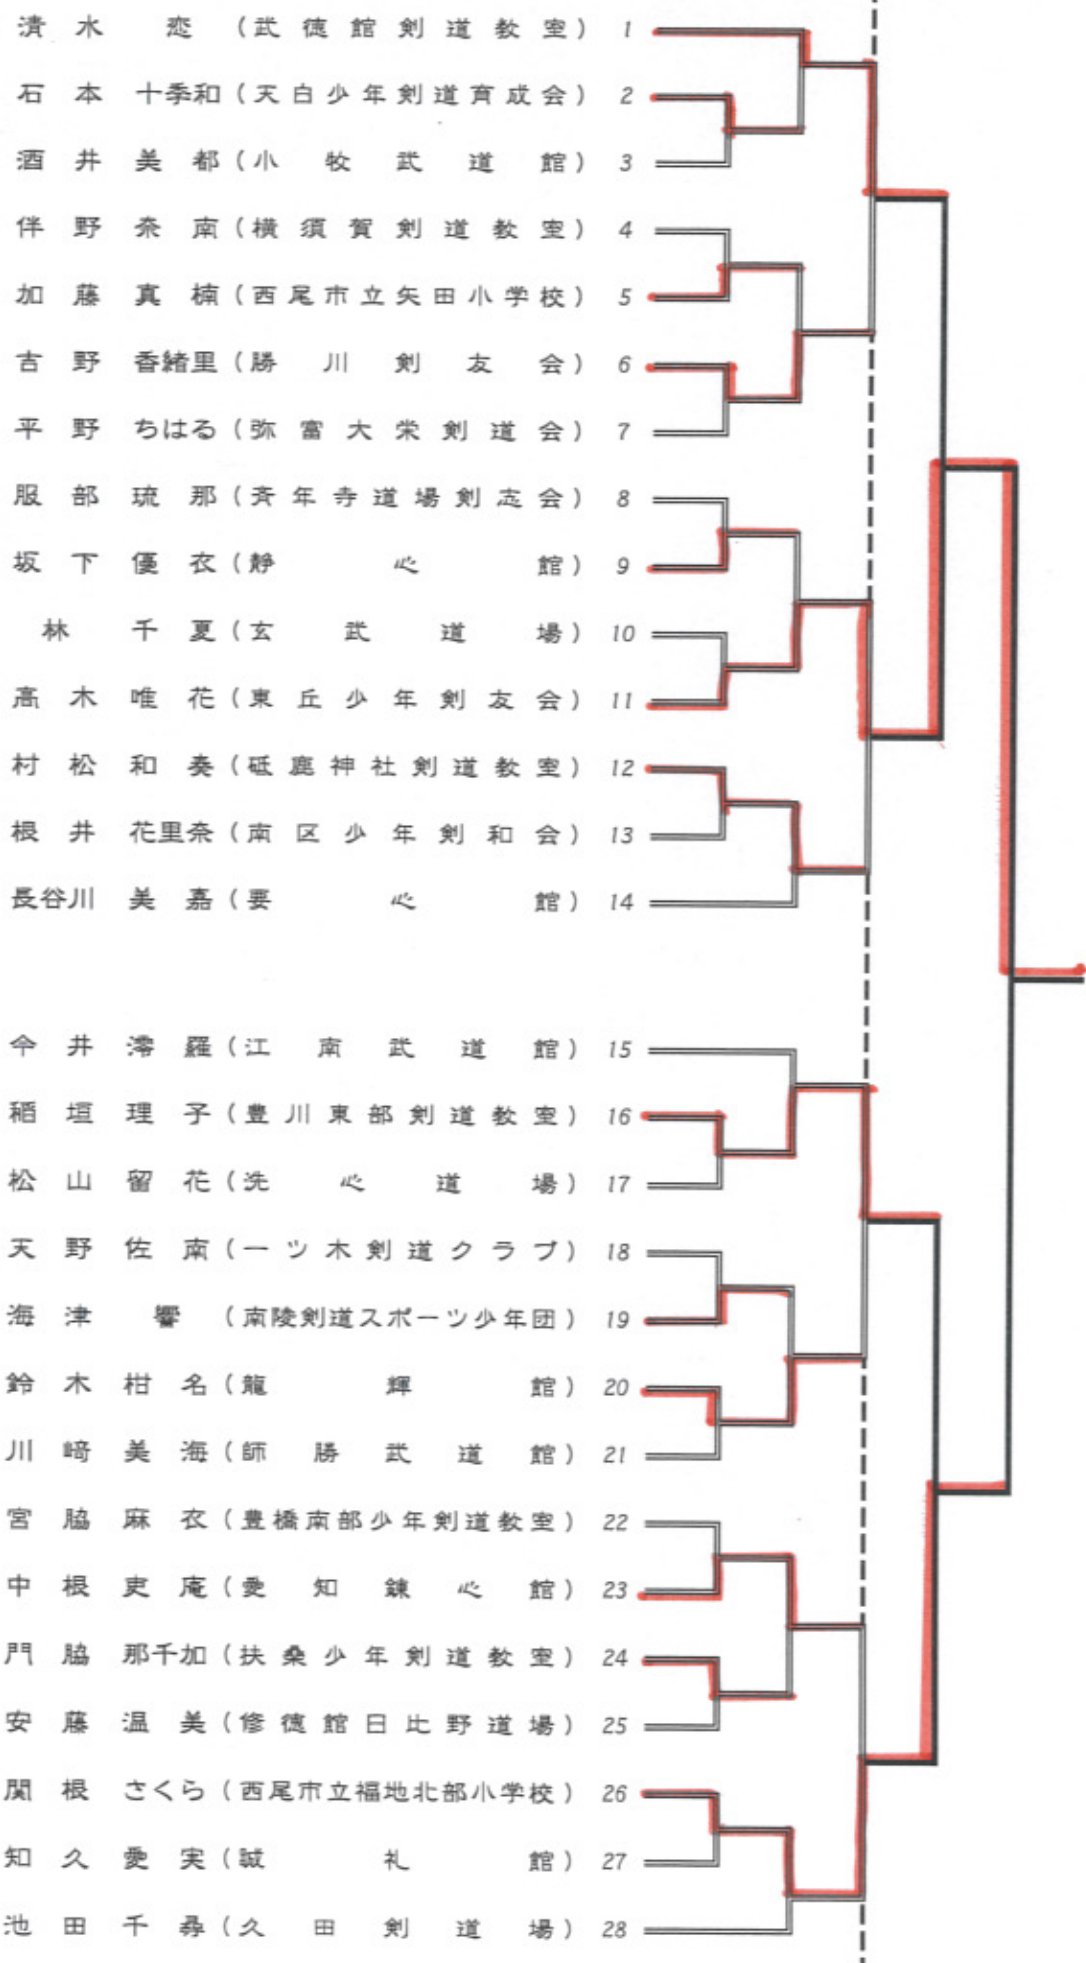 清水恋(武徳館剣道教室) 1
石本十季和(天白少年剣道育成会) 2
酒井美都(小牧武道館) 3
伴野奈南(横須賀剣道教室) 4
加藤真楠(西尾市立矢田小学校) 5
吉野香緒里(勝川剣友会) 6
平野ちはる(弥富大栄剣道会) 7
服部琉那(斉年寺道場剣志会) 8
坂下優衣(静心館) 9
林千夏(玄武道場) 10
高木唯花(東丘少年剣友会) 11
村松和奏(砥鹿神社剣道教室) 12
根井花里奈(南区少年剣和会) 13
長谷川美嘉(要心館) 14
今井澪羅(江南武道館) 15
稲垣理子(豊川東部剣道教室) 16
松山留花(洗心道場) 17
天野佐南(一ツ木剣道クラブ) 18
海津響(南陵剣道スポーツ少年団) 19
鈴木柑名(龍輝館) 20
川﨑美海(師勝武道館) 21
宮脇麻衣(豊橋南部少年剣道教室) 22
中根吏庵(愛知錬心館) 23
門脇那千加(扶桑少年剣道教室) 24
安藤温美(修徳館日比野道場) 25
関根さくら(西尾市立福地北部小学校) 26
知久愛実(誠礼館) 27
池田千尋(久田剣道場) 28